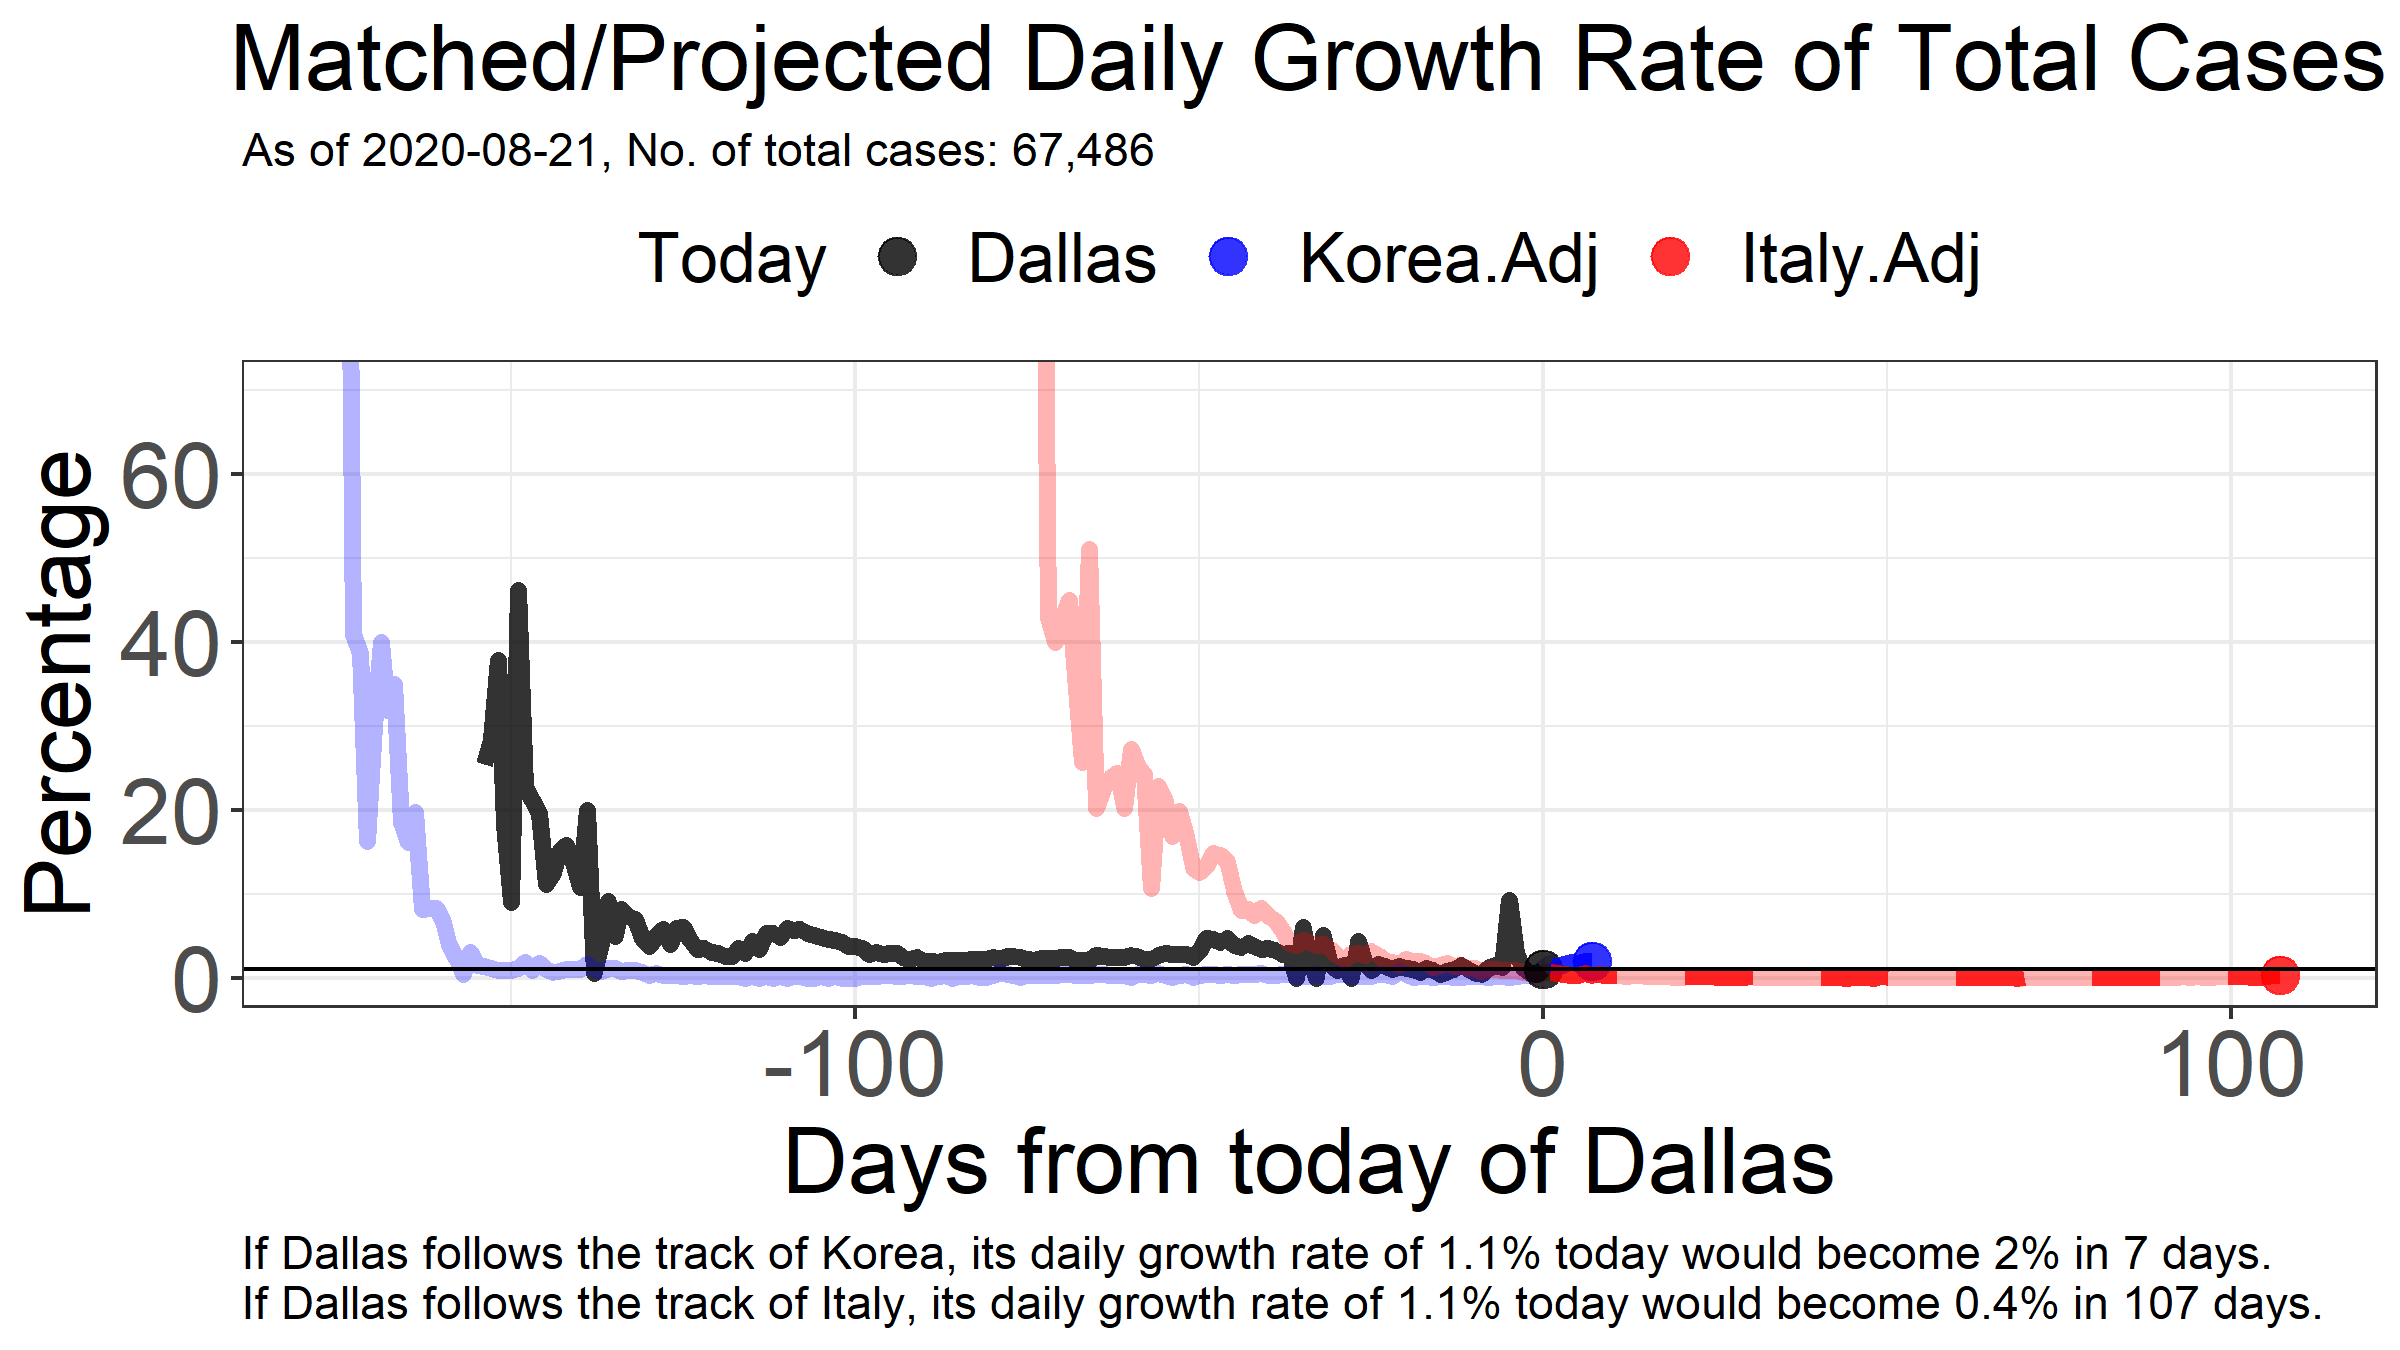 Matched/Projected Daily Growth Rate of Total Cases
As of 2020-08-21, No. of total cases: 67,486
Today Dallas Korea.Adj Italy.Adj
Percentage
60
40
20
0
-100 0 100
Days from today of Dallas
If Dallas follows the track of Korea, its daily growth rate of 1.1% today would become 2% in 7 days.
If Dallas follows the track of Italy, its daily growth rate of 1.1% today would become 0.4% in 107 days.